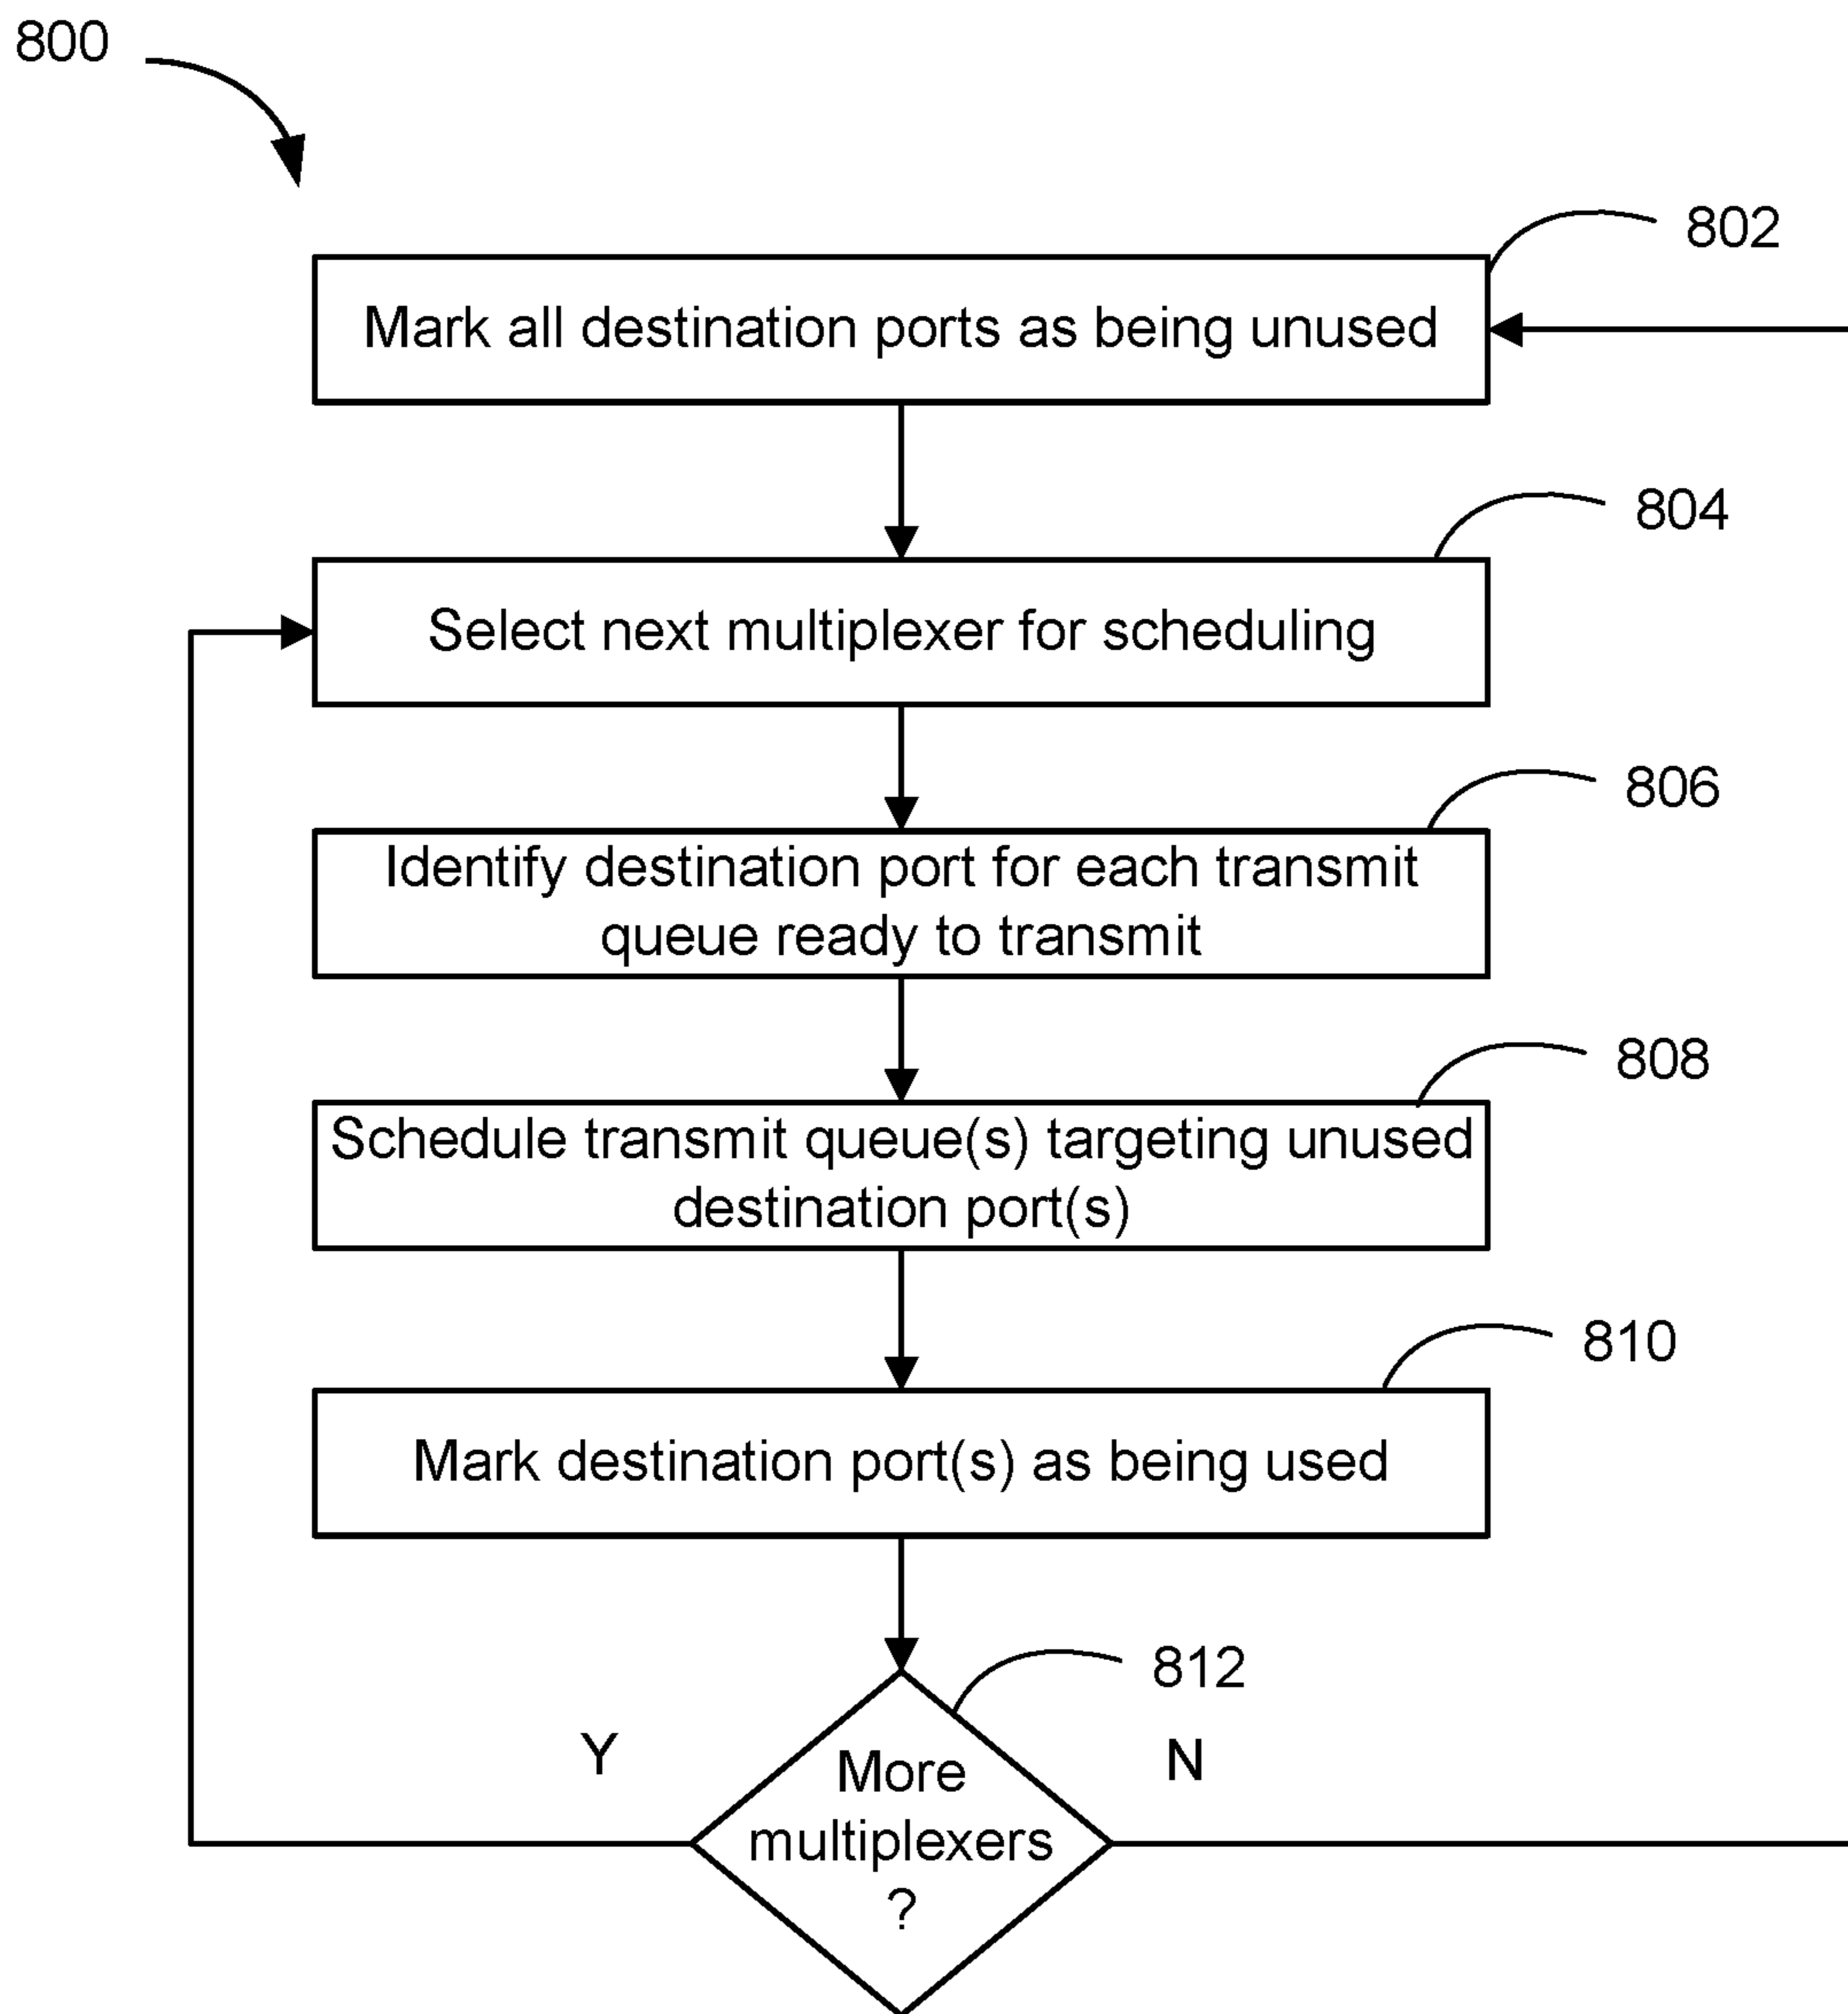 800
802
Mark all destination ports as being unused
804
Select next multiplexer for scheduling
806
Identify destination port for each transmit
queue ready to transmit
808
Schedule transmit queue(s) targeting unused
destination port(s)
810
Mark destination port(s) as being used
812
Y
N
More
multiplexers
?